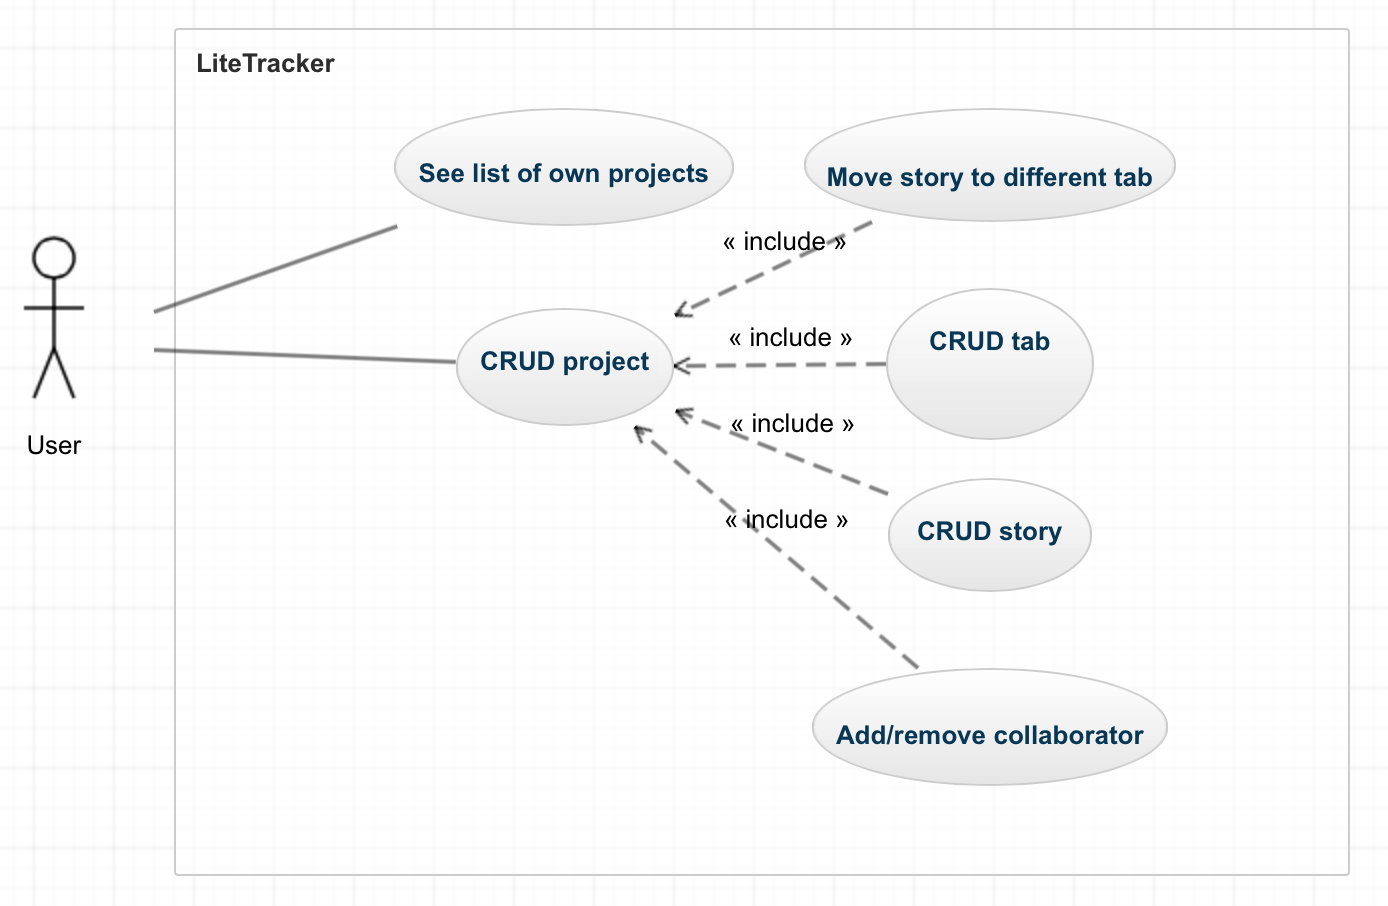 LiteTracker
See list of own projects
Move story to different tab
« include »
CRUD project
« include »
CRUD tab
« include »
User
« include »
CRUD story
Add/remove collaborator